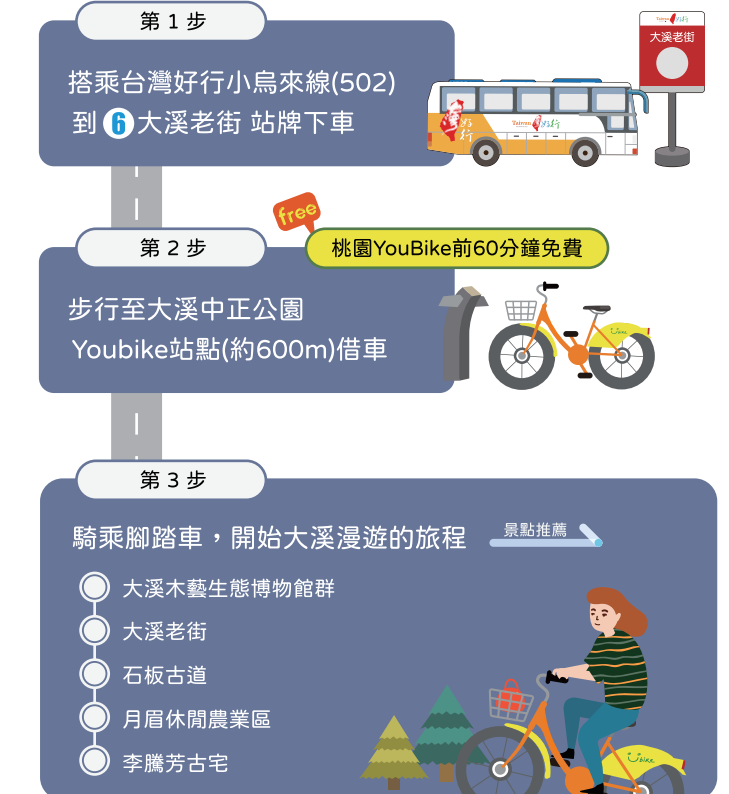 第 1 步
大溪老街
搭乘台灣好行小烏來線(502)
到 6 大溪老街 站牌下車
Taiwan 好行
free
第 2 步
桃園YouBike前60分鐘免費
步行至大溪中正公園
Youbike站點(約600m)借車
Ubike
第 3 步
騎乘腳踏車，開始大溪漫遊的旅程
景點推薦
大溪木藝生態博物館群
大溪老街
石板古道
月眉休閒農業區
李騰芳古宅
Ubike